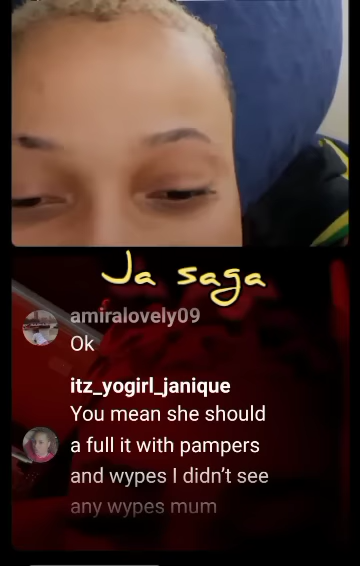 Ja saga
amiralovely09
Ok
itz_yogirl_janique
You mean she should
a full it with pampers
and wypes I didn't see
any wypes mum